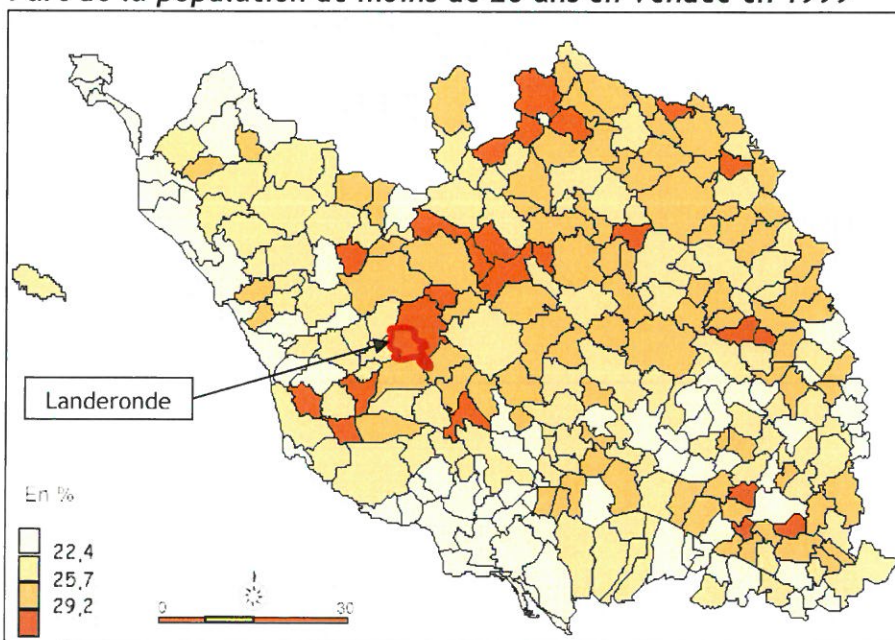 Part de la population de moins de 20 ans en Vendée en 1999
Landeronde
En %
22,4
25,7
29,2
0 30